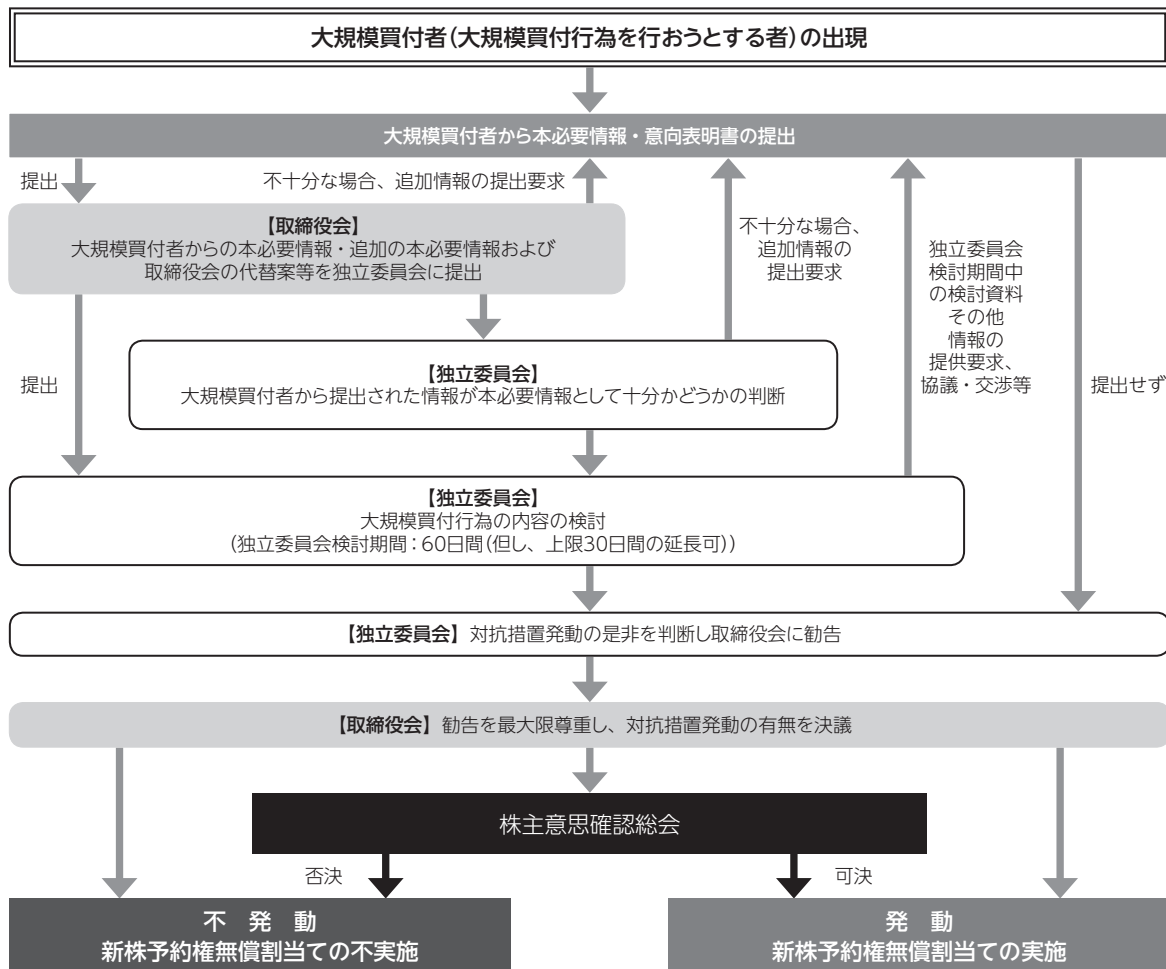 大規模買付者（大規模買付行為を行おうとする者）の出現
大規模買付者から本必要情報・意向表明書の提出
提出
不十分な場合、追加情報の提出要求
【取締役会】
大規模買付者からの本必要情報・追加の本必要情報および
取締役会の代替案等を独立委員会に提出
不十分な場合、
追加情報の
提出要求
独立委員会
検討期間中
の検討資料
その他
情報の
提供要求、
協議・交渉等
提出
【独立委員会】
大規模買付者から提出された情報が本必要情報として十分かどうかの判断
提出せず
【独立委員会】
大規模買付行為の内容の検討
（独立委員会検討期間：60日間（但し、上限30日間の延長可））
【独立委員会】対抗措置発動の是非を判断し取締役会に勧告
【取締役会】勧告を最大限尊重し、対抗措置発動の有無を決議
株主意思確認総会
否決
可決
不 発 動
新株予約権無償割当ての不実施
発 動
新株予約権無償割当ての実施